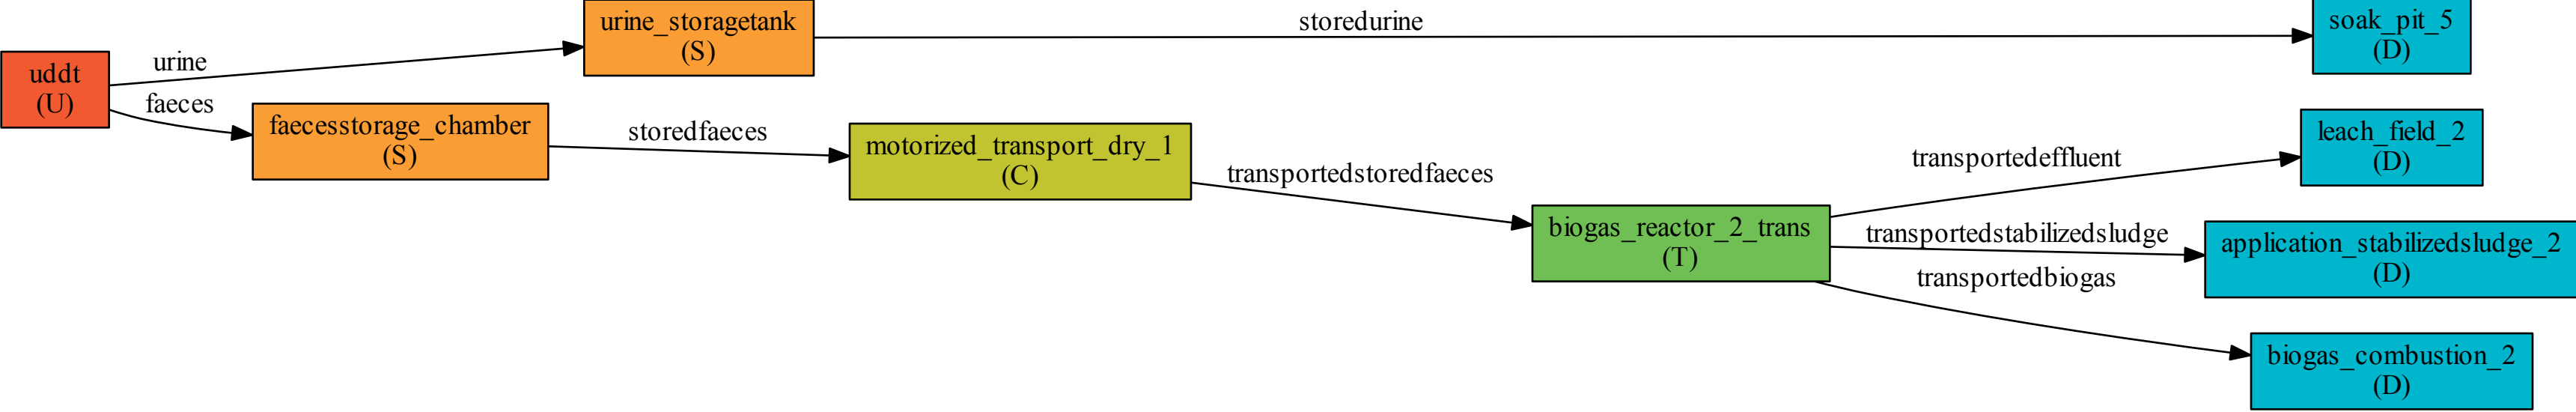 uddt
(U)
urine
faeces
urine_storagetank
(S)
faecesstorage_chamber
(S)
storedurine
storedfaeces
motorized_transport_dry_1
(C)
transportedstoredfaeces
biogas_reactor_2_trans
(T)
transportedeffluent
transportedstabilizedsludge
transportedbiogas
soak_pit_5
(D)
leach_field_2
(D)
application_stabilizedsludge_2
(D)
biogas_combustion_2
(D)